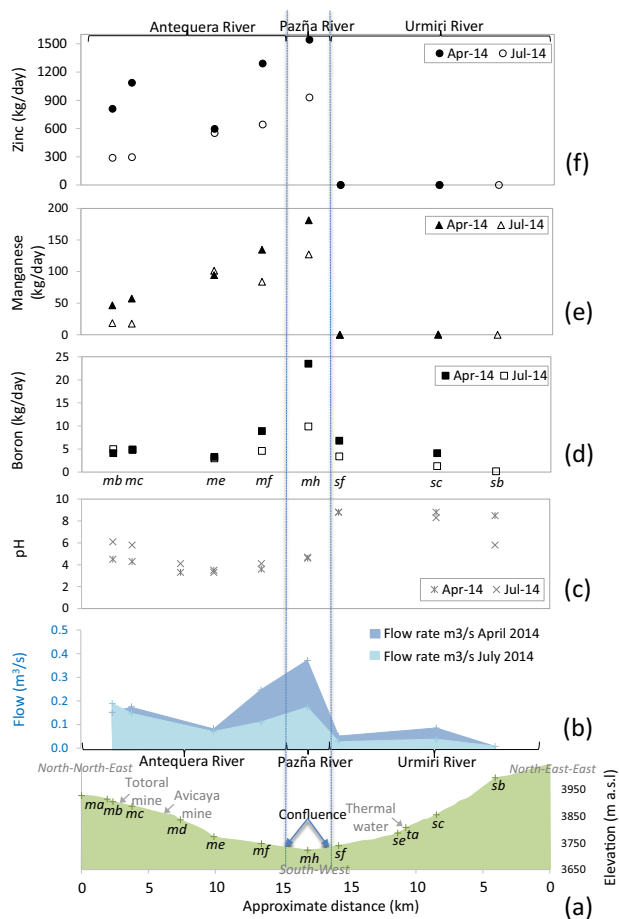 Antequera River Pazña River Urmiri River
1500
1200
900
600
300
0
Zinc (kg/day)
Apr-14 Jul-14
(f)
200
150
100
50
0
Manganese
(kg/day)
Apr-14 Jul-14
(e)
25
20
15
10
5
0
Boron (kg/day)
Apr-14 Jul-14
(d)
mb mc me mf mh sf sc sb
10
8
6
4
2
0
pH
Apr-14 Jul-14
(c)
0.5
0.4
0.3
0.2
0.1
0.0
Flow (m³/s)
Flow rate m3/s April 2014
Flow rate m3/s July 2014
(b)
Antequera River Pazña River Urmiri River
North-North-East North-East-East
Totoral
mine
Avicaya
mine
Confluence
Thermal
water
ma mb mc md me mf mh sf se ta sc sb
South-West
3950
3850
3750
3650
Elevation (m a.s.l)
0 5 10 15 15 10 5 0
Approximate distance (km)
(a)